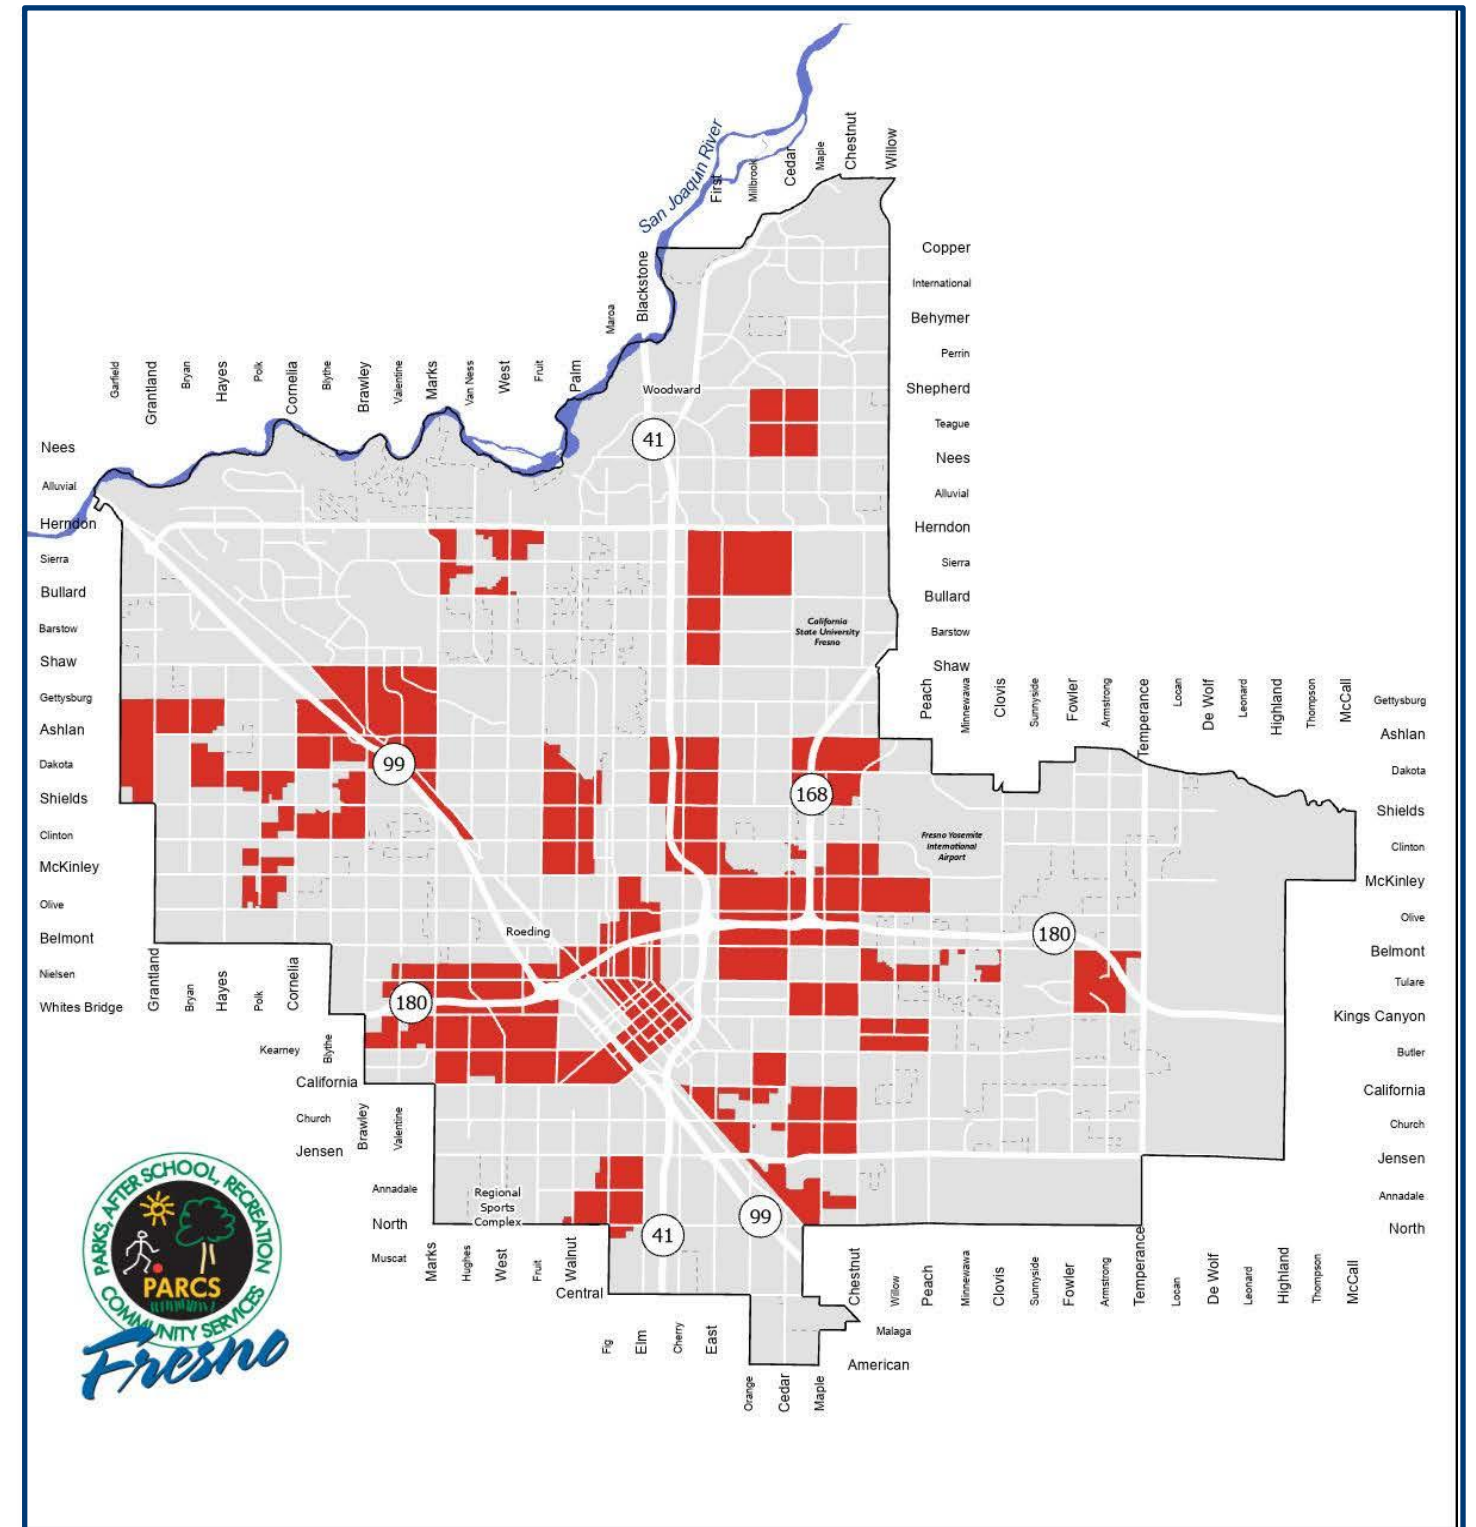 San Joaquin River
First
Millbrook
Cedar
Maple
Chestnut
Willow
Copper
International
Behymer
Perrin
Shepherd
Teague
Nees
Alluvial
Herndon
Sierra
Bullard
Barstow
Shaw
Blackstone
Maroa
Palm
Fruit
West
Van Ness
Marks
Valentine
Brawley
Blythe
Cornelia
Polk
Hayes
Bryan
Grantland
Garfield
Woodward
41
Nees
Alluvial
Herndon
Sierra
Bullard
Barstow
Shaw
Gettysburg
Ashlan
Dakota
Shields
Clinton
McKinley
Olive
Belmont
Nielsen
Whites Bridge
California
State University
Fresno
Peach
Minnewawa
Clovis
Sunnyside
Fowler
Armstrong
Temperance
Locan
De Wolf
Leonard
Highland
Thompson
McCall
Gettysburg
Ashlan
Dakota
Shields
Clinton
McKinley
Olive
Belmont
Tulare
Kings Canyon
Butler
California
Church
Jensen
Annadale
North
99
168
Fresno Yosemite
International
Airport
Roeding
180
180
Grantland
Bryan
Hayes
Polk
Cornelia
Kearney
Blythe
California
Church
Jensen
Brawley
Valentine
Annadale
North
Muscat
Regional
Sports
Complex
41
99
Marks
Hughes
West
Fruit
Walnut
Central
Fig
Elm
Cherry
East
Orange
Cedar
Maple
American
Malaga
Chestnut
Willow
Peach
Minnewawa
Clovis
Sunnyside
Fowler
Armstrong
Temperance
Locan
De Wolf
Leonard
Highland
Thompson
McCall
PARKS, AFTER SCHOOL, RECREATION
PARCS
COMMUNITY SERVICES
Fresno